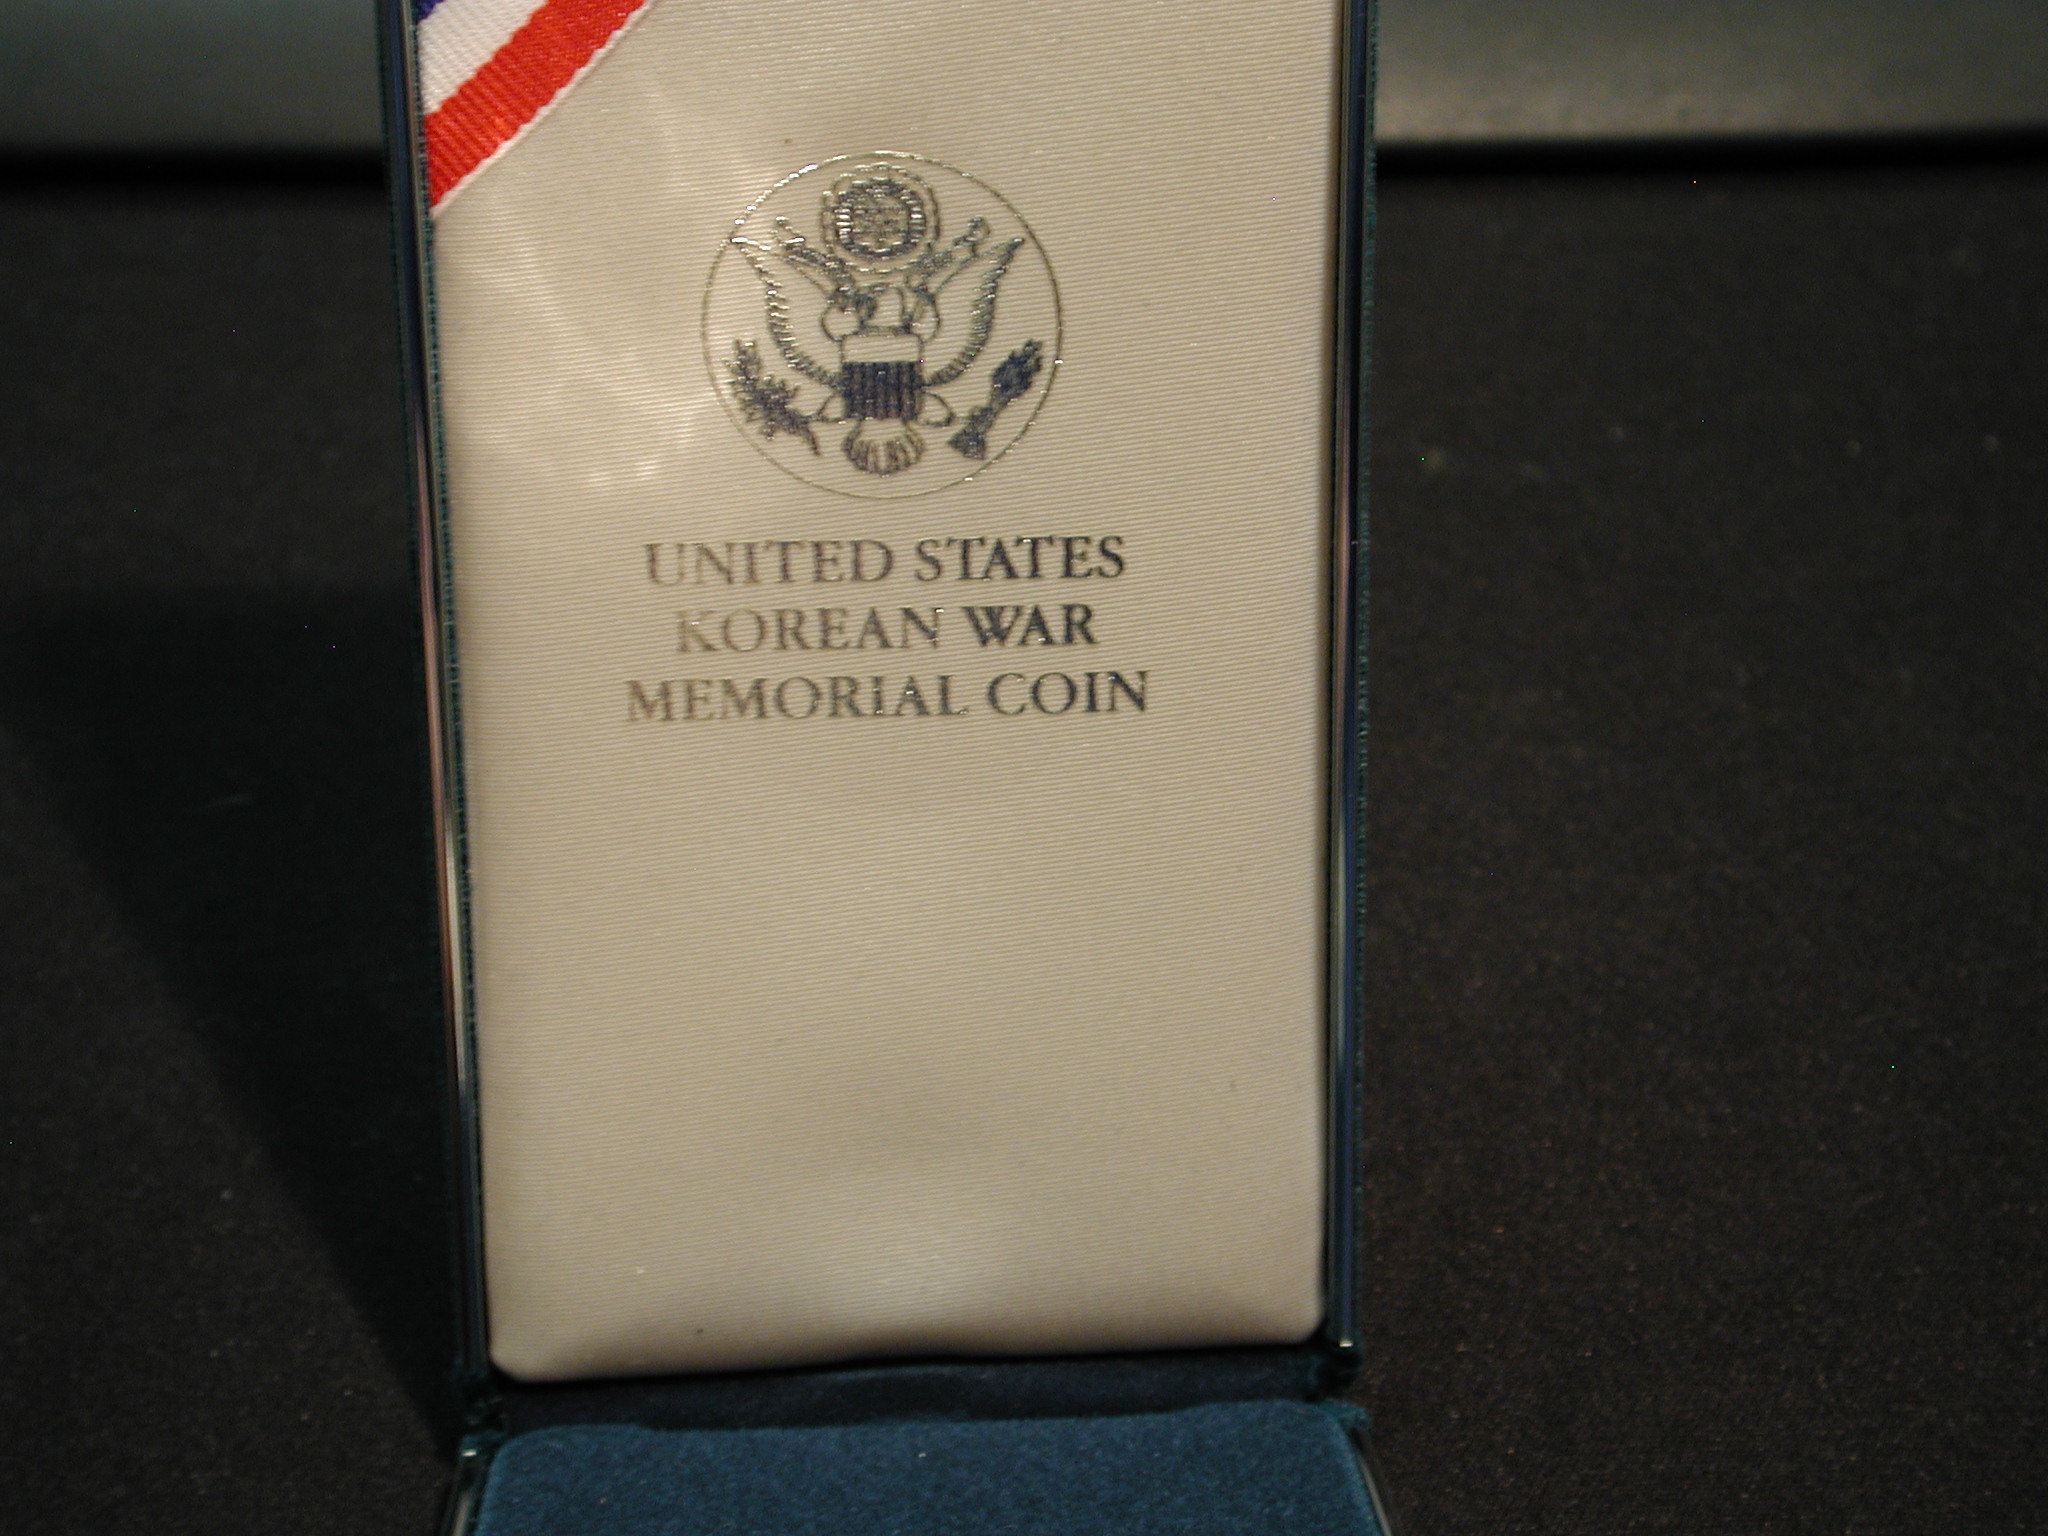 UNITED STATES
KOREAN WAR
MEMORIAL COIN